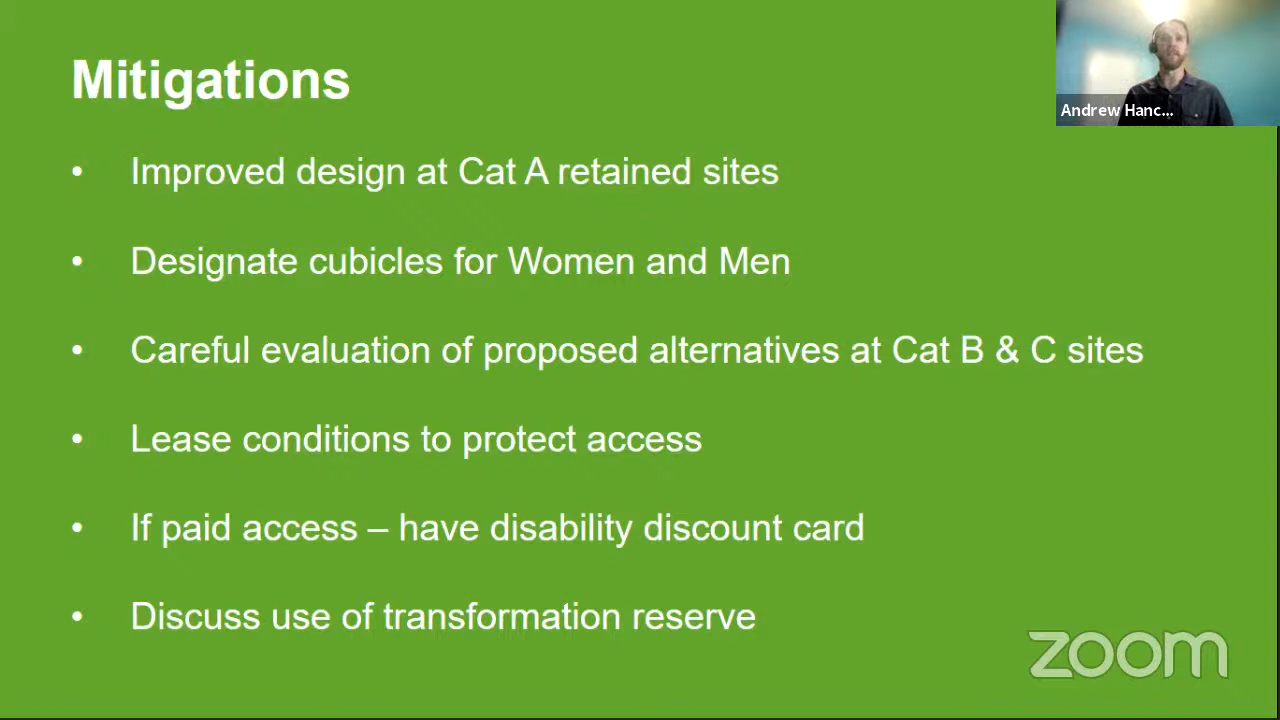 Mitigations
Andrew Hanc...
• Improved design at Cat A retained sites
• Designate cubicles for Women and Men
• Careful evaluation of proposed alternatives at Cat B & C sites
• Lease conditions to protect access
• If paid access – have disability discount card
• Discuss use of transformation reserve
zoom